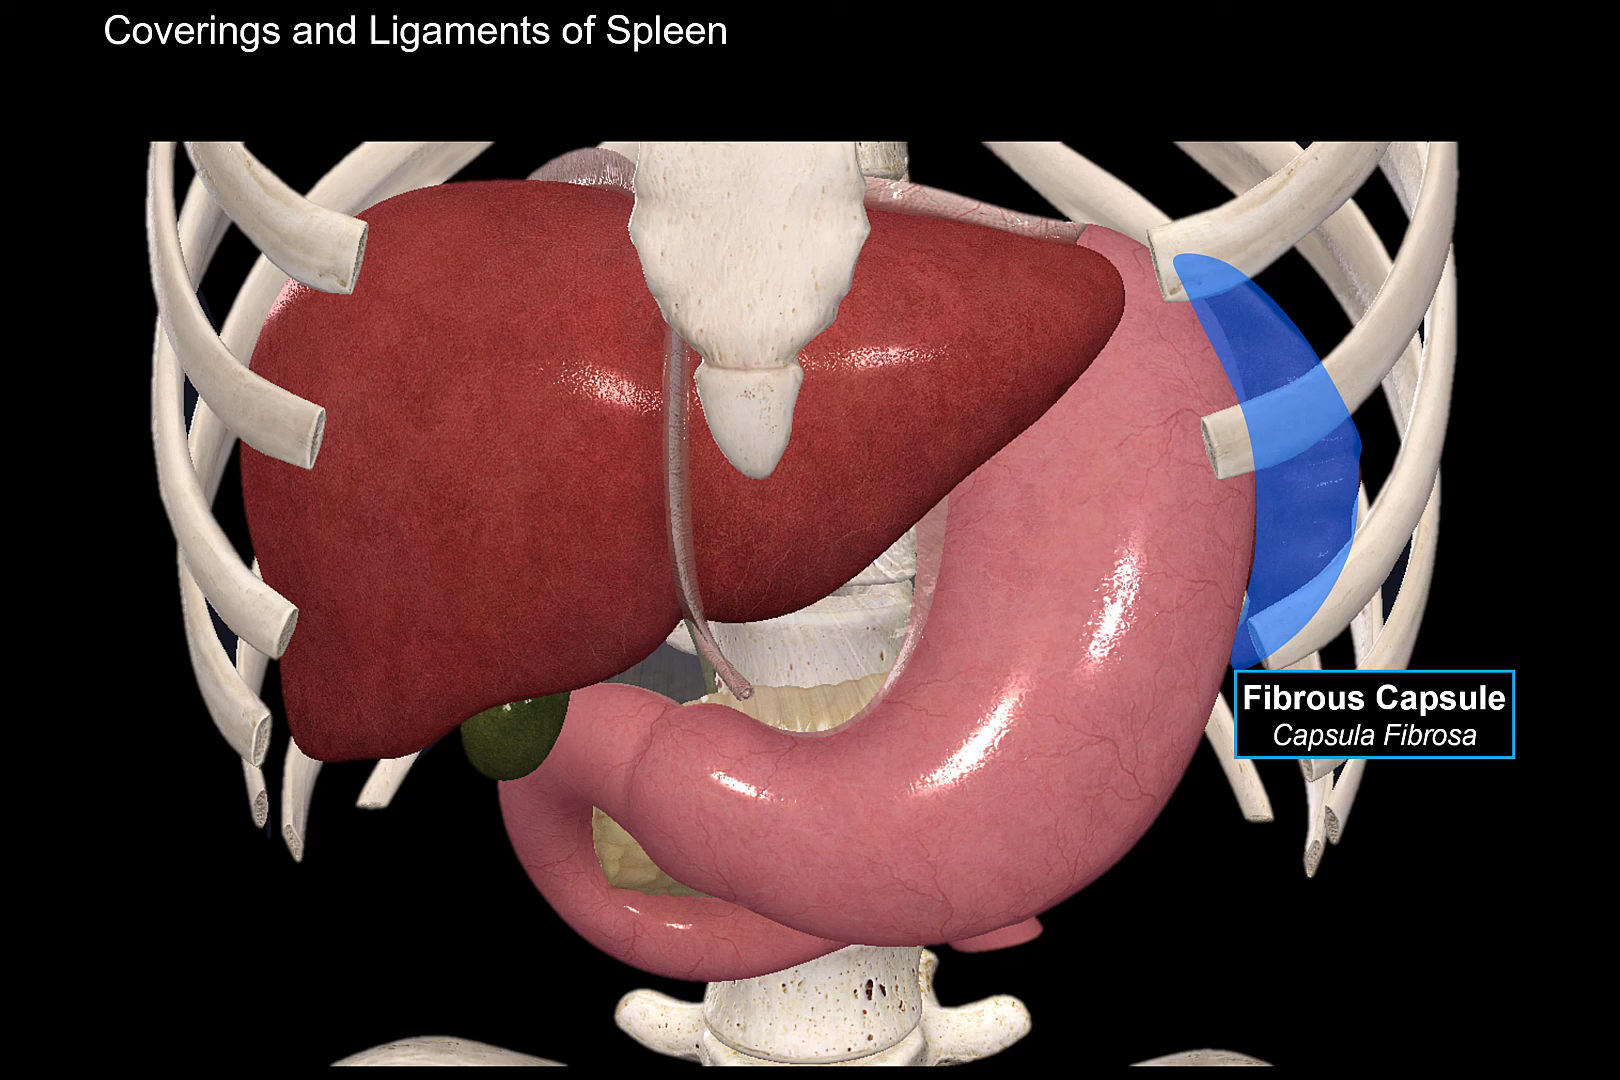 Coverings and Ligaments of Spleen
Fibrous Capsule
Capsula Fibrosa